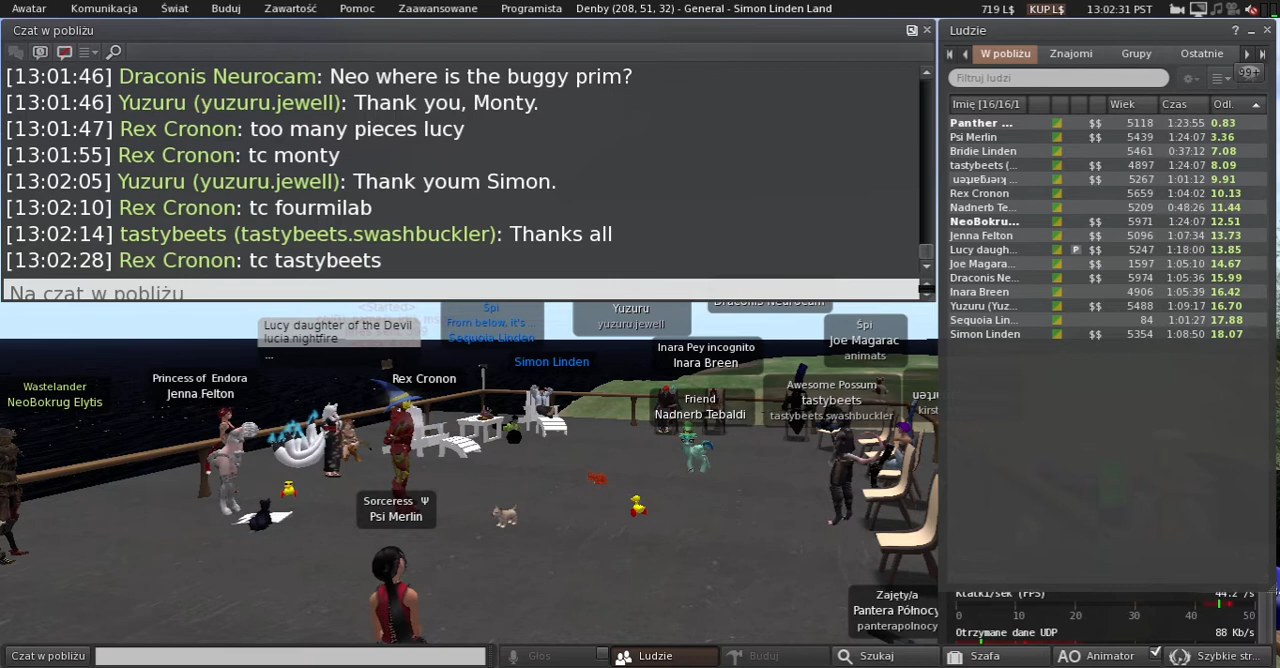 Awatar Komunikacja Świat Buduj Zawartość Pomoc Zaawansowane Programista Denby (208, 51, 32) - General - Simon Linden Land 719 L$ KUP L$ 13:02:31 PST
Czat w pobliżu
[13:01:46] Draconis Neurocam: Neo where is the buggy prim?
[13:01:46] Yuzuru (yuzuru.jewell): Thank you, Monty.
[13:01:47] Rex Cronon: too many pieces lucy
[13:01:55] Rex Cronon: tc monty
[13:02:05] Yuzuru (yuzuru.jewell): Thank youm Simon.
[13:02:10] Rex Cronon: tc fourmilab
[13:02:14] tastybeets (tastybeets.swashbuckler): Thanks all
[13:02:28] Rex Cronon: tc tastybeets
Na czat w pobliżu
Ludzie
W pobliżu Znajomi Grupy Ostatnie
Filtruj ludzi 99+
Imię [16/16/1 Wiek Czas Odl.
Panther ... $$ 5118 1:23:55 0.83
Psi Merlin $$ 5439 1:24:07 3.36
Bridie Linden 5461 0:37:12 7.08
tastybeets (... $$ 4897 1:24:07 8.09
$$ 5267 1:01:12 9.91
Rex Cronon 5659 1:04:02 10.13
Nadnerb Te... 5209 0:48:26 11.44
NeoBokru... $$ 5971 1:24:07 12.51
Jenna Felton $$ 5096 1:07:34 13.73
Lucy daugh... P $$ 5247 1:18:00 13.85
Joe Magara... $$ 1597 1:05:10 14.67
Draconis Ne... $$ 5974 1:05:36 15.99
Inara Breen 4906 1:05:39 16.42
Yuzuru (Yuz... $$ 5488 1:09:17 16.70
Sequoia Lin... 84 1:01:27 17.88
Simon Linden $$ 5354 1:08:50 18.07
<Started>
Śpi
From below, it's ...
Sequoia Linden
Yuzuru
yuzuru.jewell
Draconis Neurocam
Lucy daughter of the Devil
lucia.nightfire
...
Śpi
Joe Magarac
animats
Simon Linden
Inara Pey incognito
Inara Breen
Wastelander
NeoBokrug Elytis
Princess of Endora
Jenna Felton
Rex Cronon
Friend
Nadnerb Tebaldi
Awesome Possum
tastybeets
tastybeets.swashbuckler
kirst
Sorceress Ψ
Psi Merlin
Zajęty/a
Pantera Północy
panterapolnocy
Klatki/sek (FPS) 44.2 /s
0 10 20 30 40 50
Otrzymane dane UDP 88 Kb/s
Czat w pobliżu Głos Ludzie Buduj Szukaj Szafa AO Animator Szybkie str...